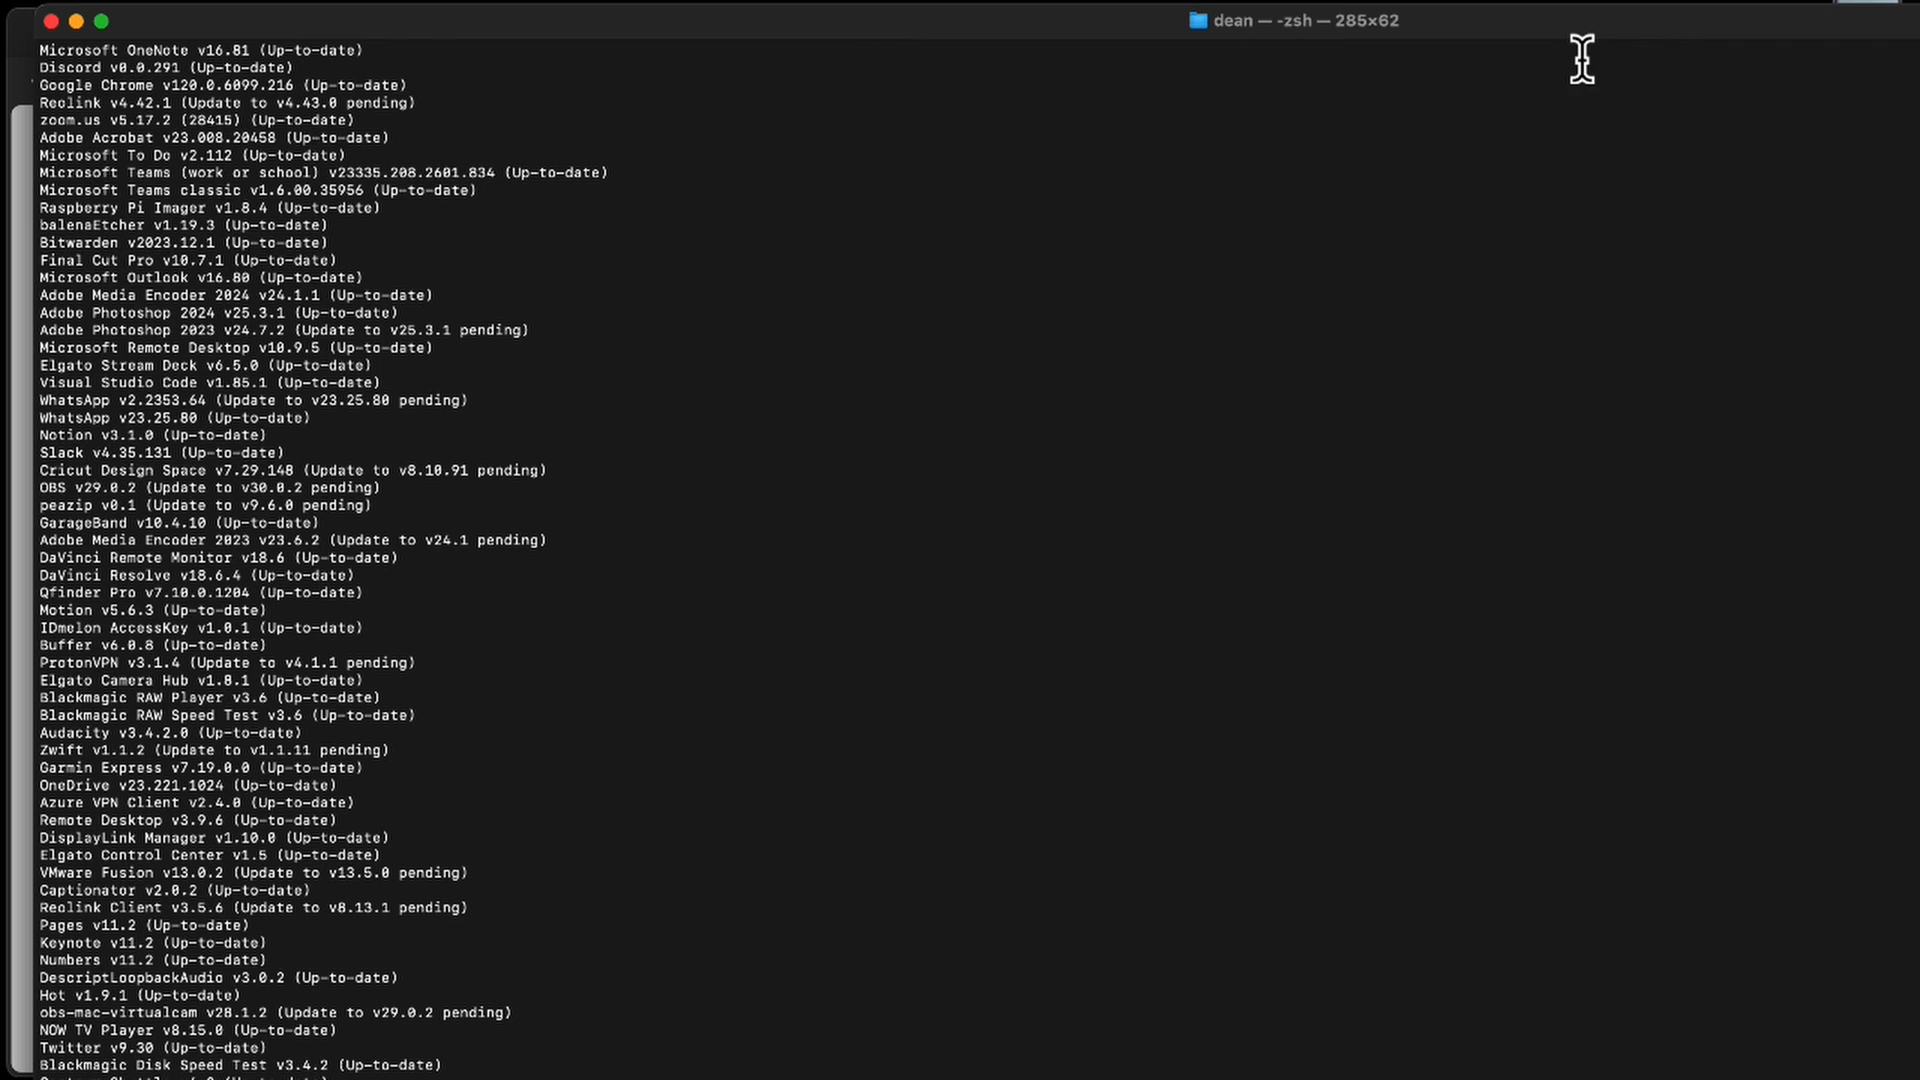 dean — -zsh — 285×62
Microsoft OneNote v16.81 (Up-to-date)
Discord v0.0.291 (Up-to-date)
Google Chrome v120.0.6099.216 (Up-to-date)
Reolink v4.42.1 (Update to v4.43.0 pending)
zoom.us v5.17.2 (28415) (Up-to-date)
Adobe Acrobat v23.008.20458 (Up-to-date)
Microsoft To Do v2.112 (Up-to-date)
Microsoft Teams (work or school) v23335.208.2601.834 (Up-to-date)
Microsoft Teams classic v1.6.00.35956 (Up-to-date)
Raspberry Pi Imager v1.8.4 (Up-to-date)
balenaEtcher v1.19.3 (Up-to-date)
Bitwarden v2023.12.1 (Up-to-date)
Final Cut Pro v10.7.1 (Up-to-date)
Microsoft Outlook v16.80 (Up-to-date)
Adobe Media Encoder 2024 v24.1.1 (Up-to-date)
Adobe Photoshop 2024 v25.3.1 (Up-to-date)
Adobe Photoshop 2023 v24.7.2 (Update to v25.3.1 pending)
Microsoft Remote Desktop v10.9.5 (Up-to-date)
Elgato Stream Deck v6.5.0 (Up-to-date)
Visual Studio Code v1.85.1 (Up-to-date)
WhatsApp v2.2353.64 (Update to v23.25.80 pending)
WhatsApp v23.25.80 (Up-to-date)
Notion v3.1.0 (Up-to-date)
Slack v4.35.131 (Up-to-date)
Cricut Design Space v7.29.148 (Update to v8.10.91 pending)
OBS v29.0.2 (Update to v30.0.2 pending)
peazip v0.1 (Update to v9.6.0 pending)
GarageBand v10.4.10 (Up-to-date)
Adobe Media Encoder 2023 v23.6.2 (Update to v24.1 pending)
DaVinci Remote Monitor v18.6 (Up-to-date)
DaVinci Resolve v18.6.4 (Up-to-date)
Qfinder Pro v7.10.0.1204 (Up-to-date)
Motion v5.6.3 (Up-to-date)
IDmelon AccessKey v1.0.1 (Up-to-date)
Buffer v6.0.8 (Up-to-date)
ProtonVPN v3.1.4 (Update to v4.1.1 pending)
Elgato Camera Hub v1.8.1 (Up-to-date)
Blackmagic RAW Player v3.6 (Up-to-date)
Blackmagic RAW Speed Test v3.6 (Up-to-date)
Audacity v3.4.2.0 (Up-to-date)
Zwift v1.1.2 (Update to v1.1.11 pending)
Garmin Express v7.19.0.0 (Up-to-date)
OneDrive v23.221.1024 (Up-to-date)
Azure VPN Client v2.4.0 (Up-to-date)
Remote Desktop v3.9.6 (Up-to-date)
DisplayLink Manager v1.10.0 (Up-to-date)
Elgato Control Center v1.5 (Up-to-date)
VMware Fusion v13.0.2 (Update to v13.5.0 pending)
Captionator v2.0.2 (Up-to-date)
Reolink Client v3.5.6 (Update to v8.13.1 pending)
Pages v11.2 (Up-to-date)
Keynote v11.2 (Up-to-date)
Numbers v11.2 (Up-to-date)
DescriptLoopbackAudio v3.0.2 (Up-to-date)
Hot v1.9.1 (Up-to-date)
obs-mac-virtualcam v28.1.2 (Update to v29.0.2 pending)
NOW TV Player v8.15.0 (Up-to-date)
Twitter v9.30 (Up-to-date)
Blackmagic Disk Speed Test v3.4.2 (Up-to-date)